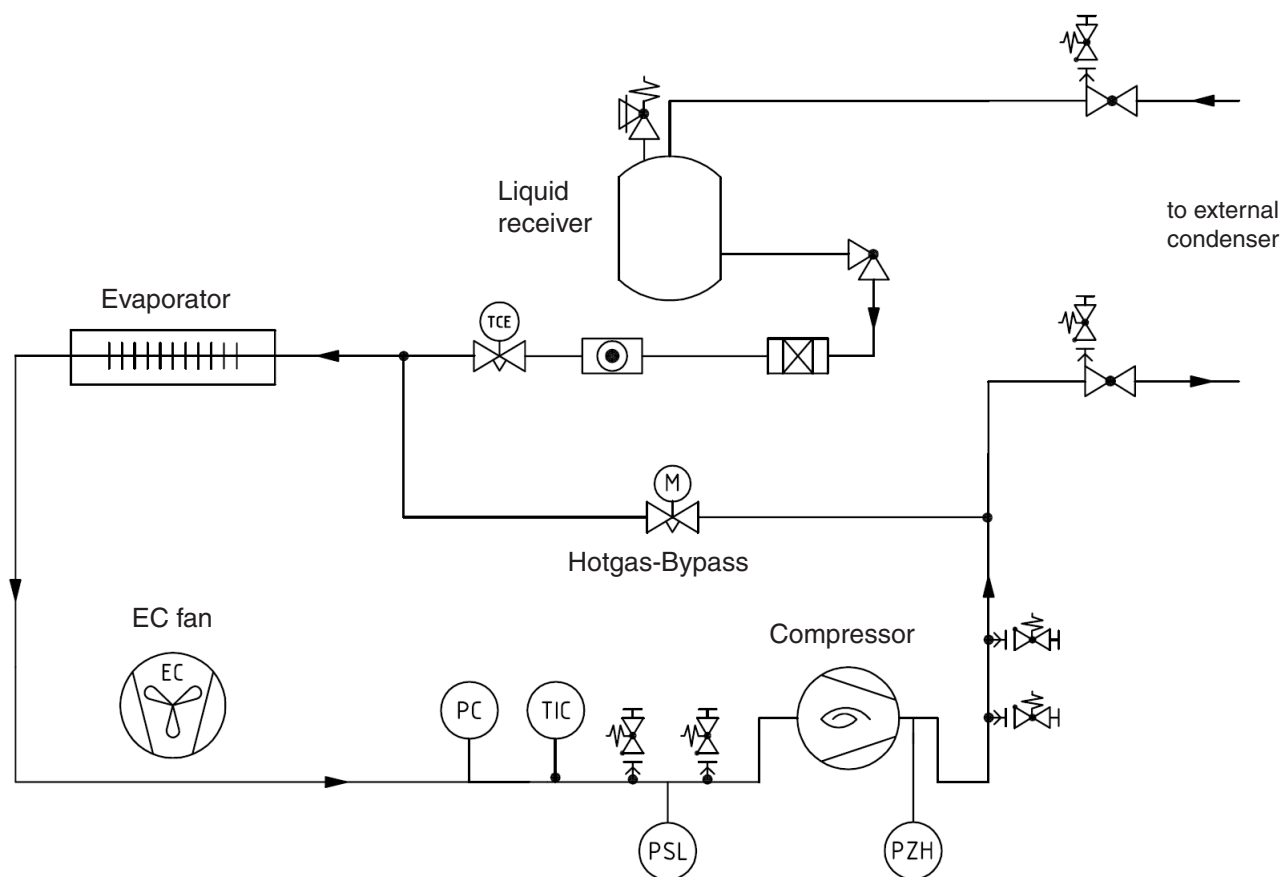 Liquid
receiver
to external
condenser
Evaporator
TCE
M
Hotgas-Bypass
EC fan
EC
Compressor
PC
TIC
PSL
PZH